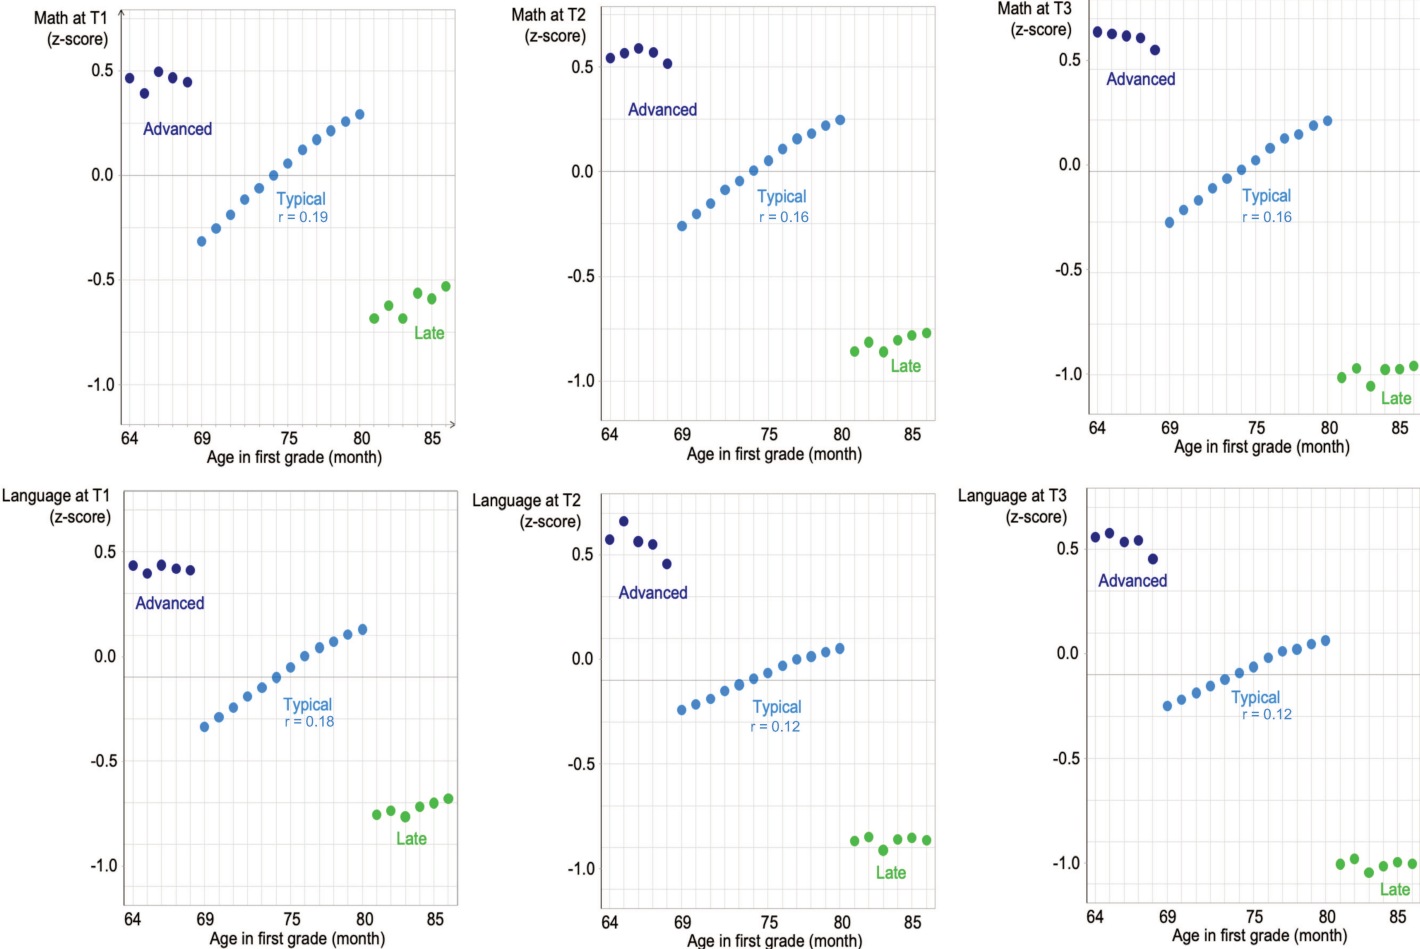 Math at T1
(z-score)
0.5
0.0
-0.5
-1.0
Advanced
Typical
r = 0.19
Late
64 69 75 80 85
Age in first grade (month)
Math at T2
(z-score)
0.5
0.0
-0.5
-1.0
Advanced
Typical
r = 0.16
Late
64 69 75 80 85
Age in first grade (month)
Math at T3
(z-score)
0.5
0.0
-0.5
-1.0
Advanced
Typical
r = 0.16
Late
64 69 75 80 85
Age in first grade (month)
Language at T1
(z-score)
0.5
0.0
-0.5
-1.0
Advanced
Typical
r = 0.18
Late
64 69 75 80 85
Age in first grade (month)
Language at T2
(z-score)
0.5
0.0
-0.5
-1.0
Advanced
Typical
r = 0.12
Late
64 69 75 80 85
Age in first grade (month)
Language at T3
(z-score)
0.5
0.0
-0.5
-1.0
Advanced
Typical
r = 0.12
Late
64 69 75 80 85
Age in first grade (month)